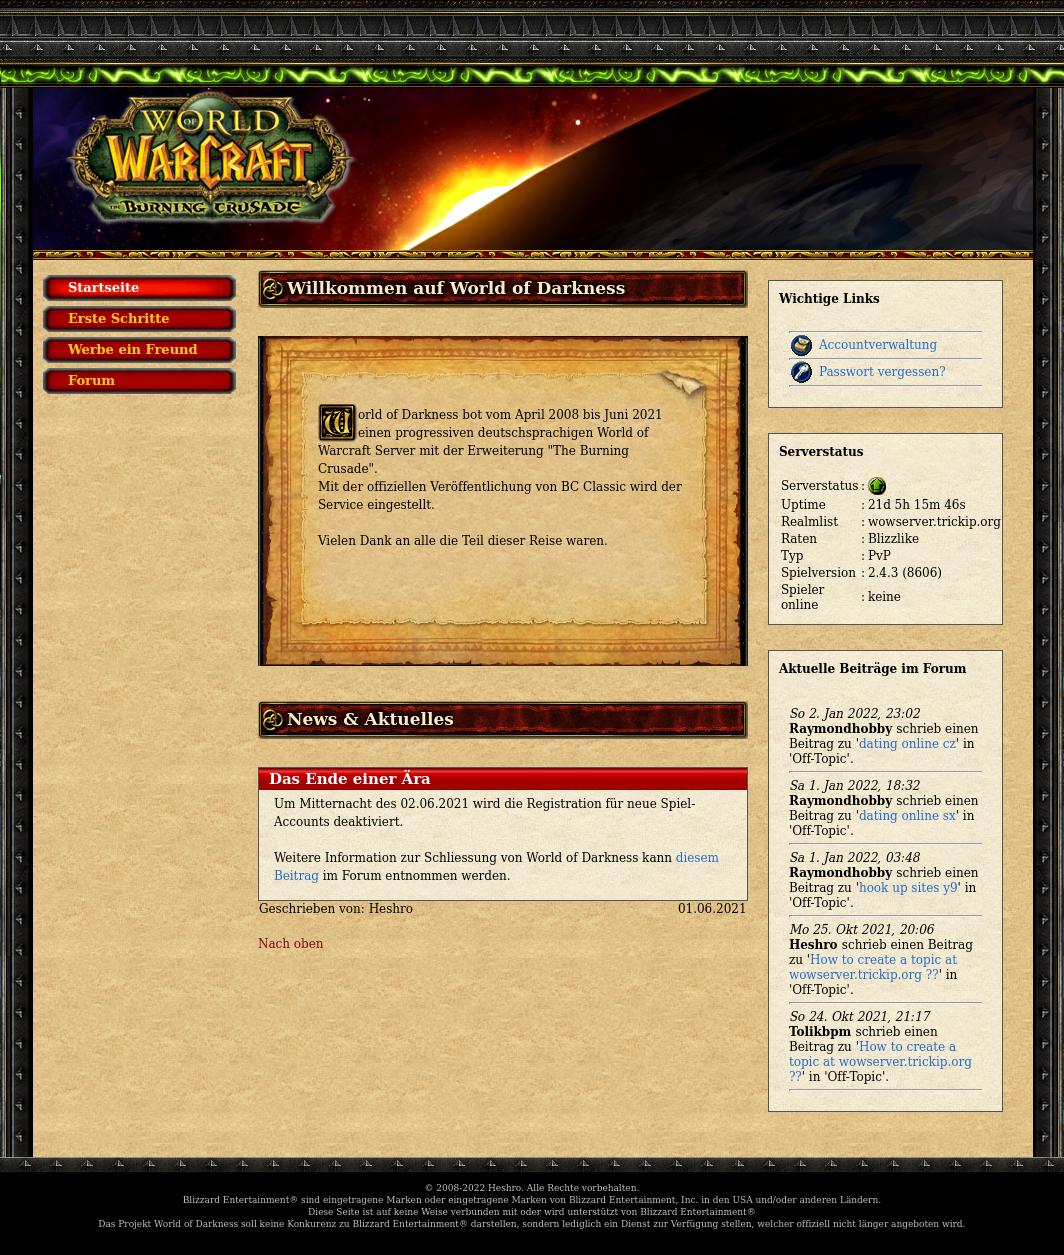 WORLD
OF
WARCRAFT
THE BURNING CRUSADE
Startseite
Erste Schritte
Werbe ein Freund
Forum
Willkommen auf World of Darkness
World of Darkness bot vom April 2008 bis Juni 2021
einen progressiven deutschsprachigen World of
Warcraft Server mit der Erweiterung "The Burning
Crusade".
Mit der offiziellen Veröffentlichung von BC Classic wird der
Service eingestellt.
Vielen Dank an alle die Teil dieser Reise waren.
News & Aktuelles
Das Ende einer Ära
Um Mitternacht des 02.06.2021 wird die Registration für neue Spiel-
Accounts deaktiviert.
Weitere Information zur Schliessung von World of Darkness kann diesem
Beitrag im Forum entnommen werden.
Geschrieben von: Heshro 01.06.2021
Nach oben
Wichtige Links
Accountverwaltung
Passwort vergessen?
Serverstatus
Serverstatus :
Uptime : 21d 5h 15m 46s
Realmlist : wowserver.trickip.org
Raten : Blizzlike
Typ : PvP
Spielversion : 2.4.3 (8606)
Spieler
online : keine
Aktuelle Beiträge im Forum
So 2. Jan 2022, 23:02
Raymondhobby schrieb einen
Beitrag zu 'dating online cz' in
'Off-Topic'.
Sa 1. Jan 2022, 18:32
Raymondhobby schrieb einen
Beitrag zu 'dating online sx' in
'Off-Topic'.
Sa 1. Jan 2022, 03:48
Raymondhobby schrieb einen
Beitrag zu 'hook up sites y9' in
'Off-Topic'.
Mo 25. Okt 2021, 20:06
Heshro schrieb einen Beitrag
zu 'How to create a topic at
wowserver.trickip.org ??' in
'Off-Topic'.
So 24. Okt 2021, 21:17
Tolikbpm schrieb einen
Beitrag zu 'How to create a
topic at wowserver.trickip.org
??' in 'Off-Topic'.
© 2008-2022 Heshro. Alle Rechte vorbehalten.
Blizzard Entertainment® sind eingetragene Marken oder eingetragene Marken von Blizzard Entertainment, Inc. in den USA und/oder anderen Ländern.
Diese Seite ist auf keine Weise verbunden mit oder wird unterstützt von Blizzard Entertainment®
Das Projekt World of Darkness soll keine Konkurenz zu Blizzard Entertainment® darstellen, sondern lediglich ein Dienst zur Verfügung stellen, welcher offiziell nicht länger angeboten wird.